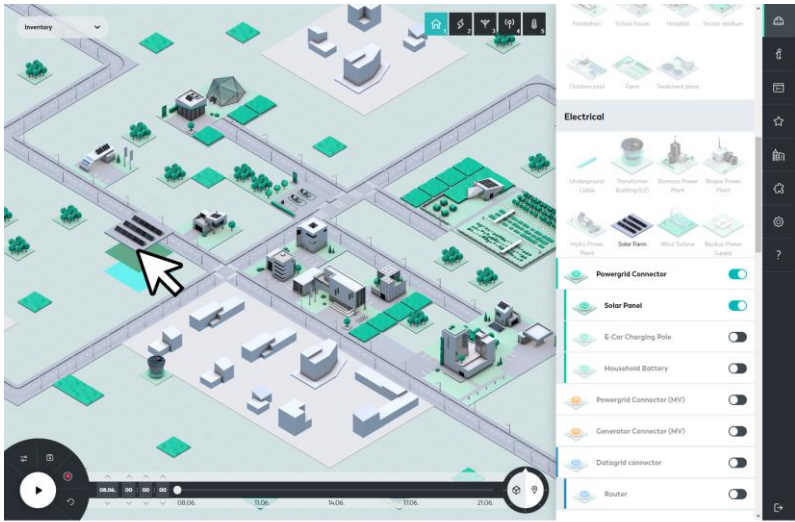 Inventory
1
2
3
4
5
Fireststation School house Hospital Soccer stadium
Outdoor pool Farm Treatment plant
Electrical
Underground Cable
Transformer Building(LV)
Biomass Power Plant
Biogas Power Plant
Hydro Power Plant
Solar Farm
Wind Turbine
Backup Power Supply
Powergrid Connector
Solar Panel
E-Car Charging Pole
Household Battery
Powergrid Connector (MV)
Generator Connector (MV)
Datagrid connector
Router
08.06. 00 : 00 : 00
08.06. 11.06. 14.06. 17.06. 21.06.
?